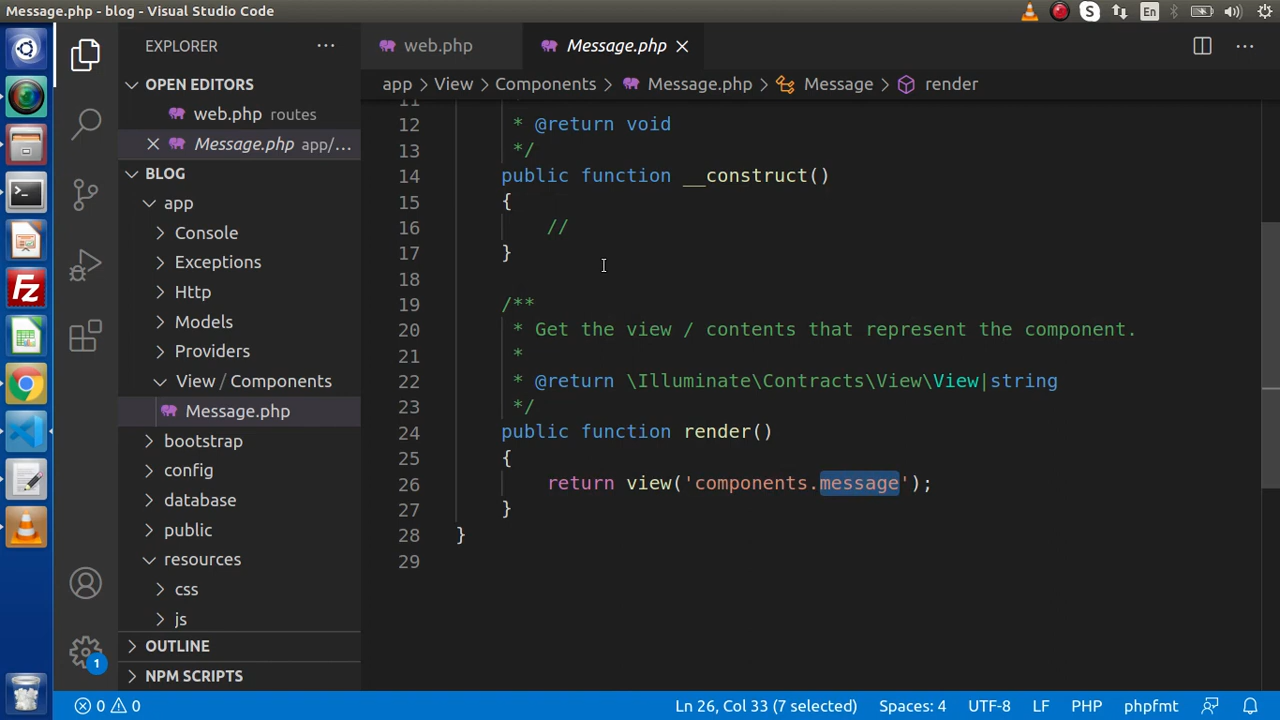 Message.php - blog - Visual Studio Code
En
S
EXPLORER
OPEN EDITORS
web.php routes
Message.php app/...
BLOG
app
Console
Exceptions
Http
Models
Providers
View / Components
Message.php
bootstrap
config
database
public
resources
css
js
OUTLINE
NPM SCRIPTS
Fz
1
web.php
Message.php
app > View > Components > Message.php > Message > render
11 *
12 * @return void
13 */
14 public function __construct()
15 {
16 //
17 }
18
19 /**
20 * Get the view / contents that represent the component.
21 *
22 * @return \Illuminate\Contracts\View\View|string
23 */
24 public function render()
25 {
26 return view('components.message');
27 }
28 }
29
0 0
Ln 26, Col 33 (7 selected) Spaces: 4 UTF-8 LF PHP phpfmt